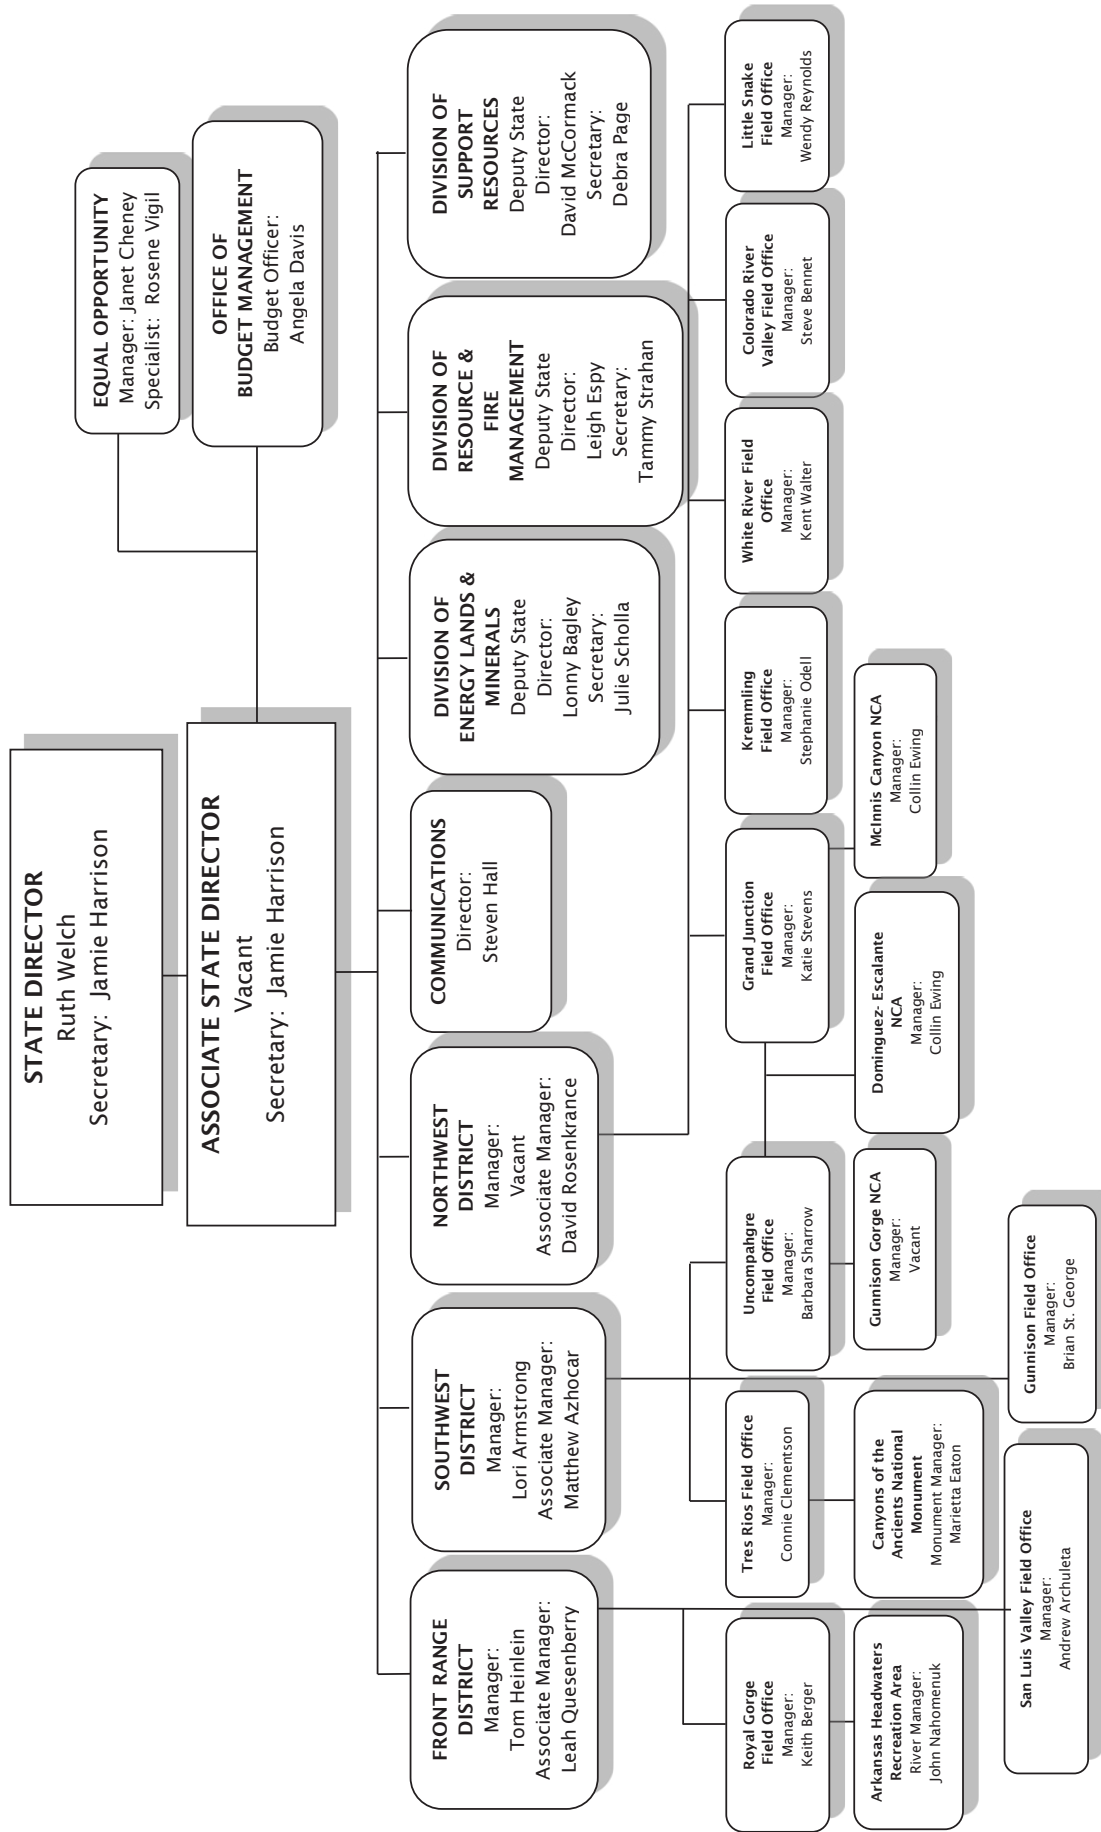 STATE DIRECTOR
Ruth Welch
Secretary: Jamie Harrison
ASSOCIATE STATE DIRECTOR
Vacant
Secretary: Jamie Harrison
EQUAL OPPORTUNITY
Manager: Janet Cheney
Specialist: Rosene Vigil
OFFICE OF
BUDGET MANAGEMENT
Budget Officer:
Angela Davis
FRONT RANGE
DISTRICT
Manager:
Tom Heinlein
Associate Manager:
Leah Quesenberry
SOUTHWEST
DISTRICT
Manager:
Lori Armstrong
Associate Manager:
Matthew Azhocar
NORTHWEST
DISTRICT
Manager:
Vacant
Associate Manager:
David Rosenkrance
COMMUNICATIONS
Director:
Steven Hall
DIVISION OF
ENERGY LANDS &
MINERALS
Deputy State
Director:
Lonny Bagley
Secretary:
Julie Scholla
DIVISION OF
RESOURCE &
FIRE
MANAGEMENT
Deputy State
Director:
Leigh Espy
Secretary:
Tammy Strahan
DIVISION OF
SUPPORT
RESOURCES
Deputy State
Director:
David McCormack
Secretary:
Debra Page
Royal Gorge
Field Office
Manager:
Keith Berger
Tres Rios Field Office
Manager:
Connie Clementson
Uncompahgre
Field Office
Manager:
Barbara Sharrow
Grand Junction
Field Office
Manager:
Katie Stevens
Kremmling
Field Office
Manager:
Stephanie Odell
White River Field
Office
Manager:
Kent Walter
Colorado River
Valley Field Office
Manager:
Steve Bennet
Little Snake
Field Office
Manager:
Wendy Reynolds
Arkansas Headwaters
Recreation Area
River Manager:
John Nahomenuk
Canyons of the
Ancients National
Monument
Monument Manager:
Marietta Eaton
Gunnison Gorge NCA
Manager:
Vacant
Dominguez- Escalante
NCA
Manager:
Collin Ewing
McInnis Canyon NCA
Manager:
Collin Ewing
San Luis Valley Field Office
Manager:
Andrew Archuleta
Gunnison Field Office
Manager:
Brian St. George